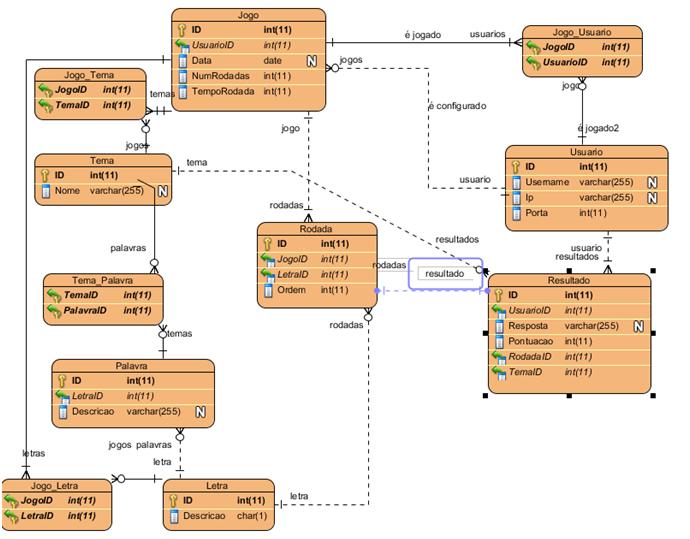 Jogo
ID int(11)
UsuarioID int(11)
Data date N
NumRodadas int(11)
TempoRodada int(11)
é jogado
usuarios
Jogo_Usuario
JogoID int(11)
UsuarioID int(11)
jogos
é configurado
usuario
jogo
é jogado2
Jogo_Tema
JogoID int(11)
TemaID int(11)
temas
jogos
Tema
ID int(11)
Nome varchar(255) N
tema
jogo
rodadas
Usuario
ID int(11)
Username varchar(255) N
Ip varchar(255) N
Porta int(11)
usuario
resultados
palavras
Tema_Palavra
TemaID int(11)
PalavraID int(11)
temas
Rodada
ID int(11)
JogoID int(11)
LetraID int(11)
Ordem int(11)
rodadas
resultados
rodadas
resultado
Resultado
ID int(11)
UsuarioID int(11)
Resposta varchar(255) N
Pontuacao int(11)
RodadaID int(11)
TemaID int(11)
Palavra
ID int(11)
LetraID int(11)
Descricao varchar(255) N
jogos palavras
letra
letras
Jogo_Letra
JogoID int(11)
LetraID int(11)
Letra
ID int(11)
Descricao char(1)
letra